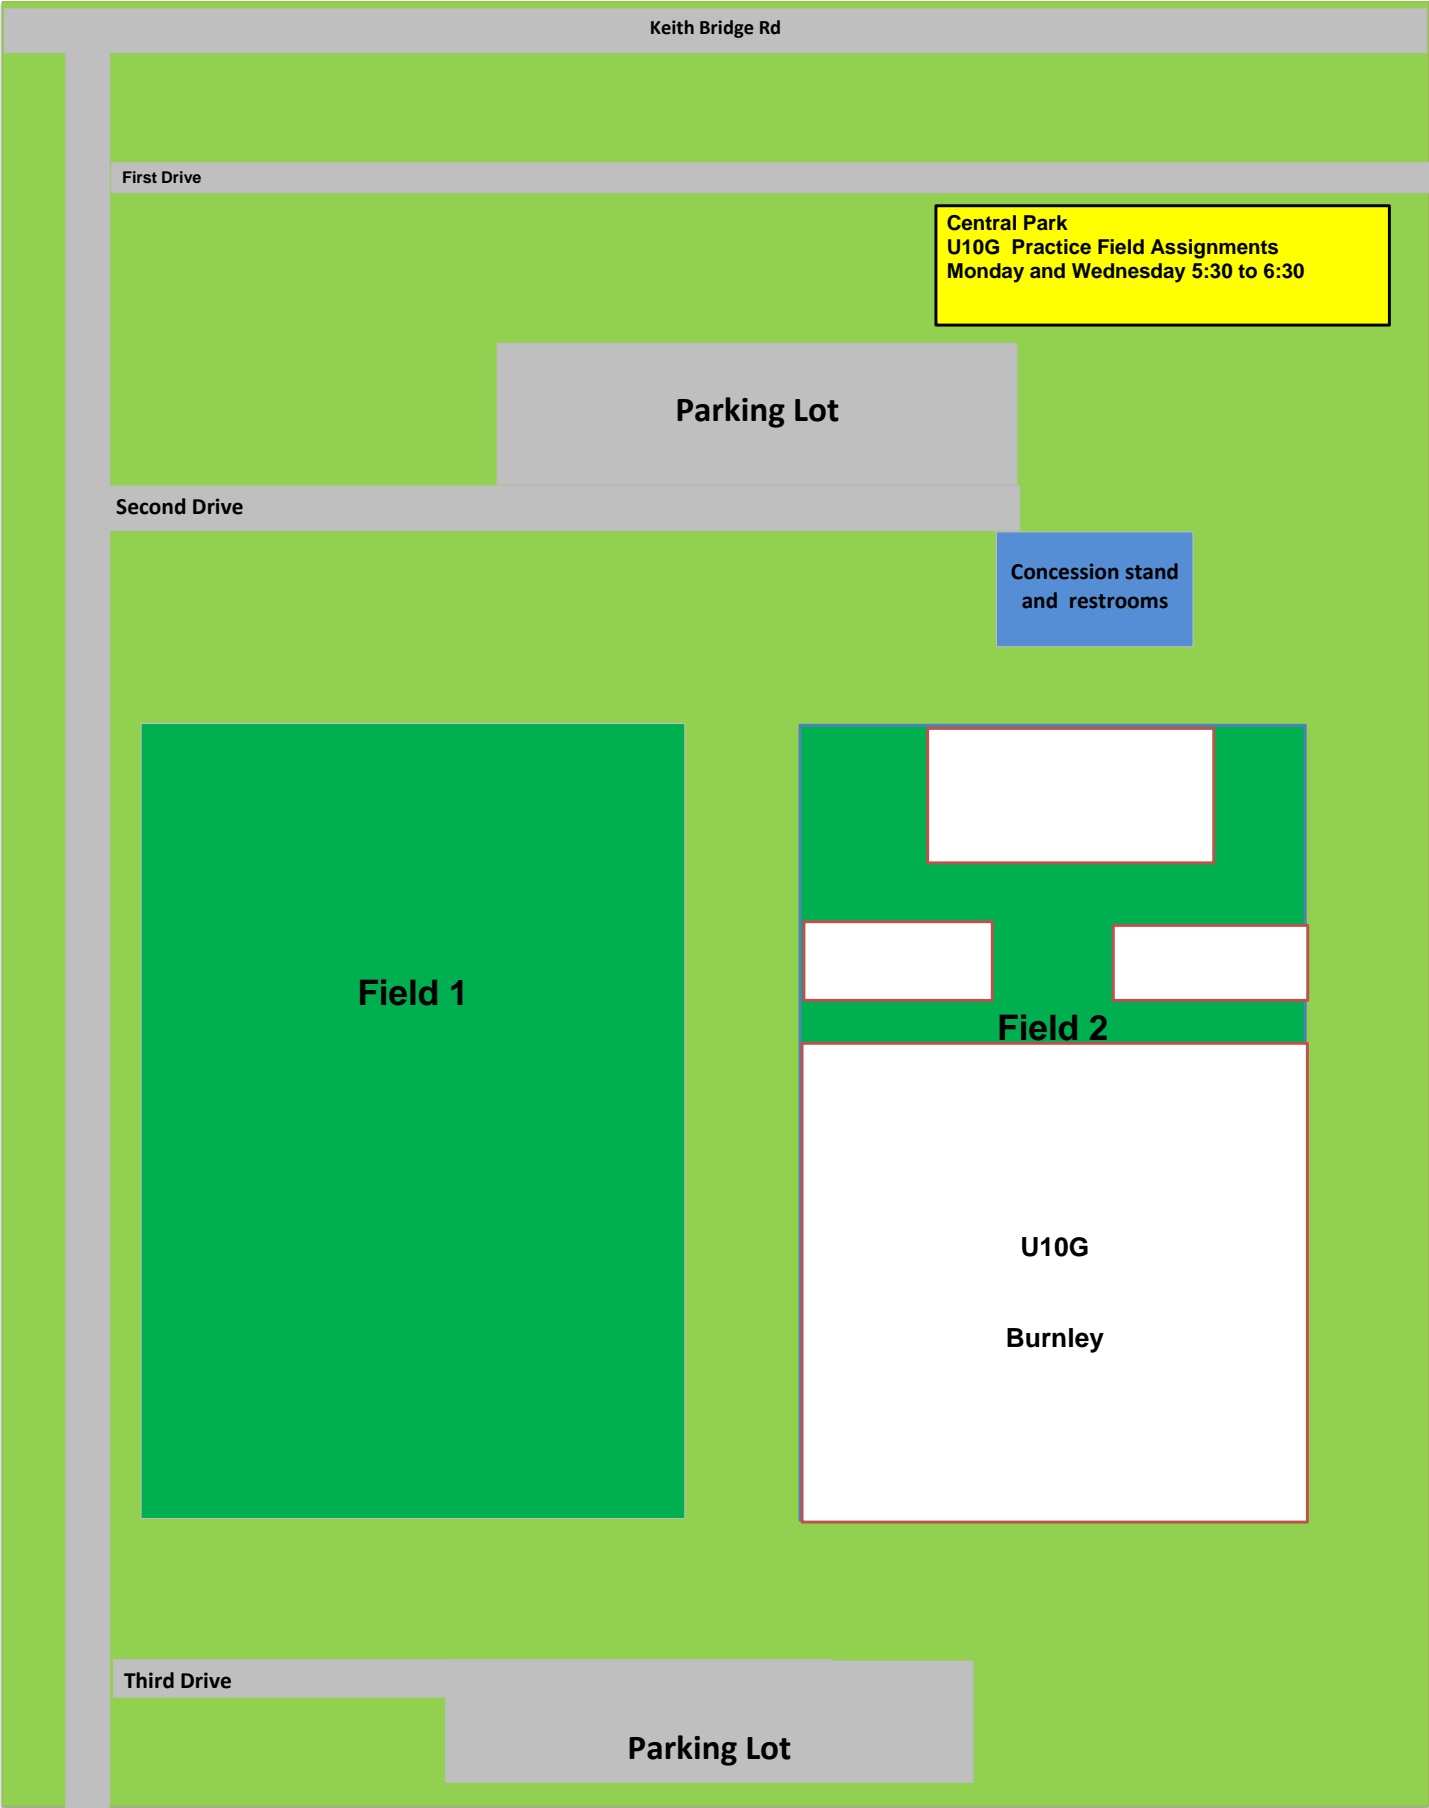 Keith Bridge Rd
First Drive
Central Park
U10G  Practice Field Assignments
Monday and Wednesday 5:30 to 6:30
Parking Lot
Second Drive
Concession stand
and  restrooms
Field 1
Field 2
U10G
Burnley
Third Drive
Parking Lot